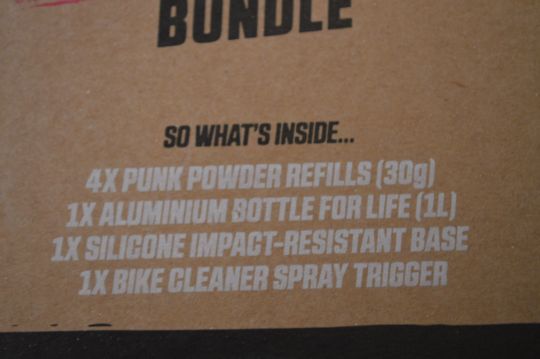 BUNDLE
SO WHAT'S INSIDE...
4X PUNK POWDER REFILLS (30g)
1X ALUMINIUM BOTTLE FOR LIFE (1L)
1X SILICONE IMPACT-RESISTANT BASE
1X BIKE CLEANER SPRAY TRIGGER